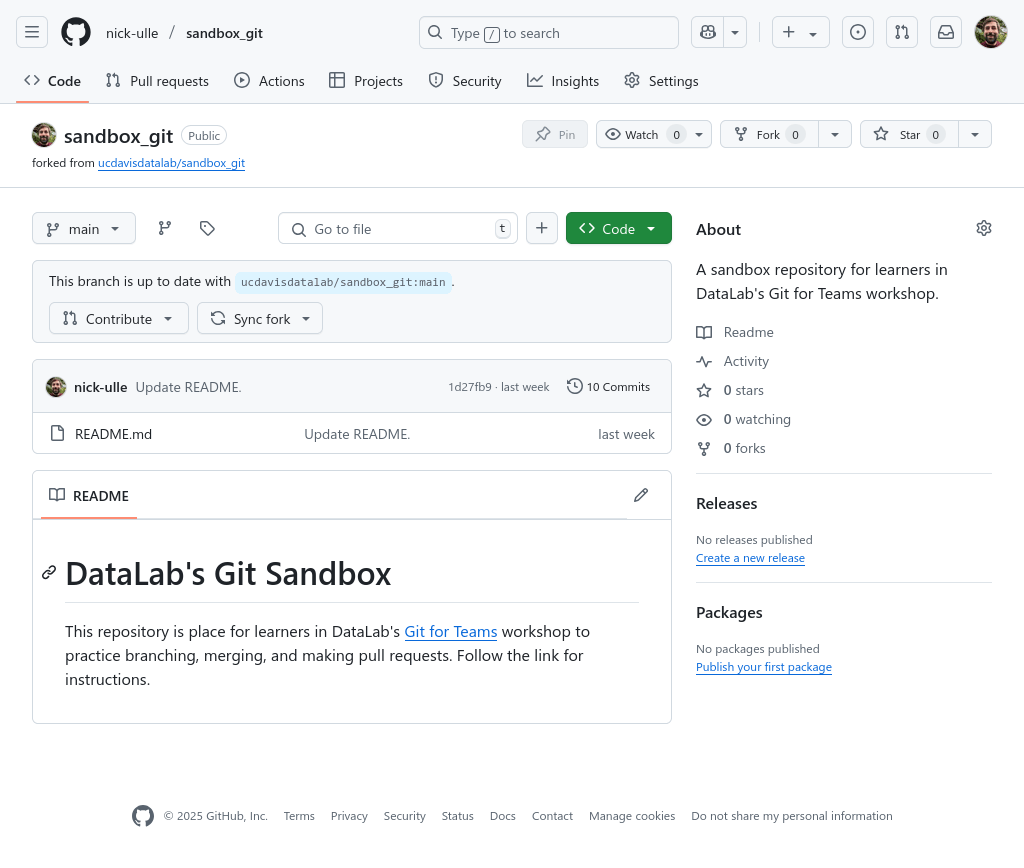 nick-ulle / sandbox_git
Type / to search
Code Pull requests Actions Projects Security Insights Settings
sandbox_git Public
Pin Watch 0 Fork 0 Star 0
forked from ucdavisdatalab/sandbox_git
main
Go to file t
Code
This branch is up to date with ucdavisdatalab/sandbox_git:main.
Contribute Sync fork
nick-ulle Update README. 1d27fb9 · last week 10 Commits
README.md Update README. last week
README
DataLab's Git Sandbox
This repository is place for learners in DataLab's Git for Teams workshop to
practice branching, merging, and making pull requests. Follow the link for
instructions.
About
A sandbox repository for learners in
DataLab's Git for Teams workshop.
Readme
Activity
0 stars
0 watching
0 forks
Releases
No releases published
Create a new release
Packages
No packages published
Publish your first package
© 2025 GitHub, Inc. Terms Privacy Security Status Docs Contact Manage cookies Do not share my personal information